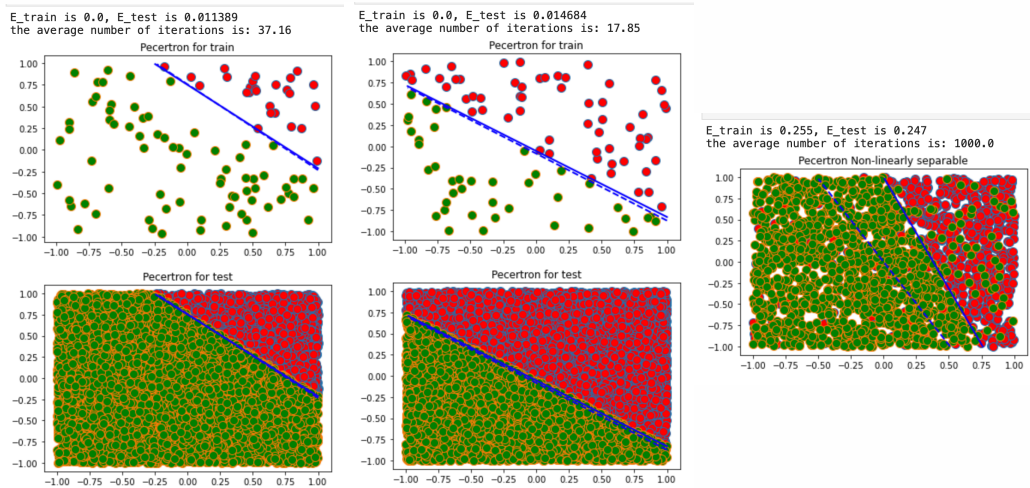 E_train is 0.0, E_test is 0.011389
the average number of iterations is: 37.16
Pecertron for train
1.00
0.75
0.50
0.25
0.00
−0.25
−0.50
−0.75
−1.00
−1.00 −0.75 −0.50 −0.25 0.00 0.25 0.50 0.75 1.00
Pecertron for test
1.00
0.75
0.50
0.25
0.00
−0.25
−0.50
−0.75
−1.00
−1.00 −0.75 −0.50 −0.25 0.00 0.25 0.50 0.75 1.00
E_train is 0.0, E_test is 0.014684
the average number of iterations is: 17.85
Pecertron for train
1.00
0.75
0.50
0.25
0.00
−0.25
−0.50
−0.75
−1.00
−1.00 −0.75 −0.50 −0.25 0.00 0.25 0.50 0.75 1.00
Pecertron for test
1.00
0.75
0.50
0.25
0.00
−0.25
−0.50
−0.75
−1.00
−1.00 −0.75 −0.50 −0.25 0.00 0.25 0.50 0.75 1.00
E_train is 0.255, E_test is 0.247
the average number of iterations is: 1000.0
Pecertron Non-linearly separable
1.00
0.75
0.50
0.25
0.00
−0.25
−0.50
−0.75
−1.00
−1.00 −0.75 −0.50 −0.25 0.00 0.25 0.50 0.75 1.00